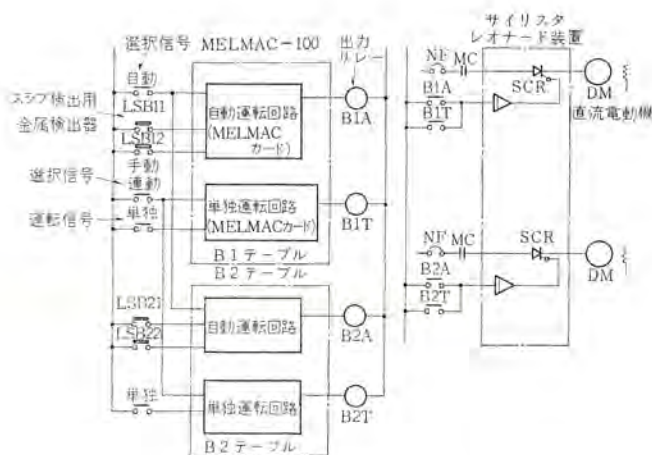 サイリスタ
レオナード装置
選択信号 MELMAC-100
出力
リレー
自動
LSB11
スラブ検出用
金属検出器
LSB12
自動運転回路
(MELMAC
カード)
B1A
手動
連動
選択信号
運転信号
単独
単独運転回路
(MELMACカード)
B1T
B1テーブル
B2テーブル
LSB21
LSB22
自動運転回路
B2A
単独
単独運転回路
B2T
B2テーブル
NF
MC
SCR
DM
直流電動機
B1A
B1T
NF
MC
SCR
DM
B2A
B2T